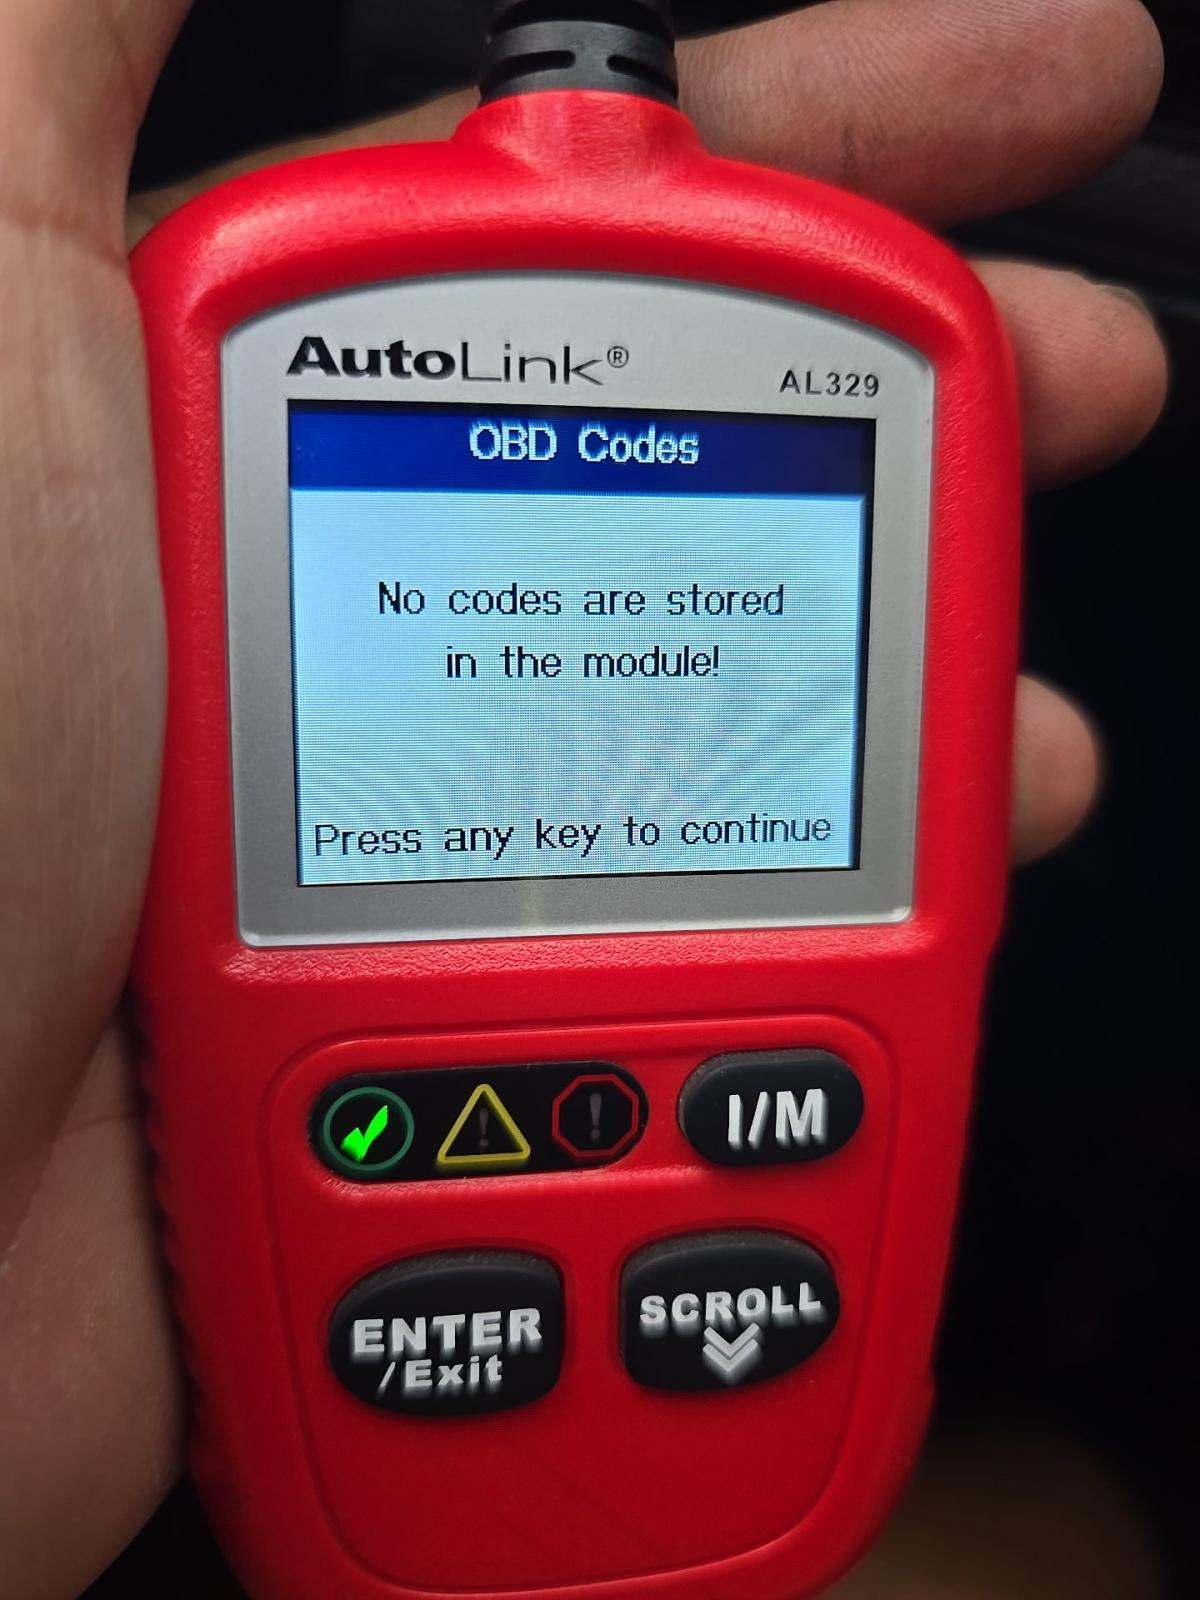 AutoLink®
AL329
OBD Codes
No codes are stored
in the module!
Press any key to continue
I/M
ENTER
/Exit
SCROLL